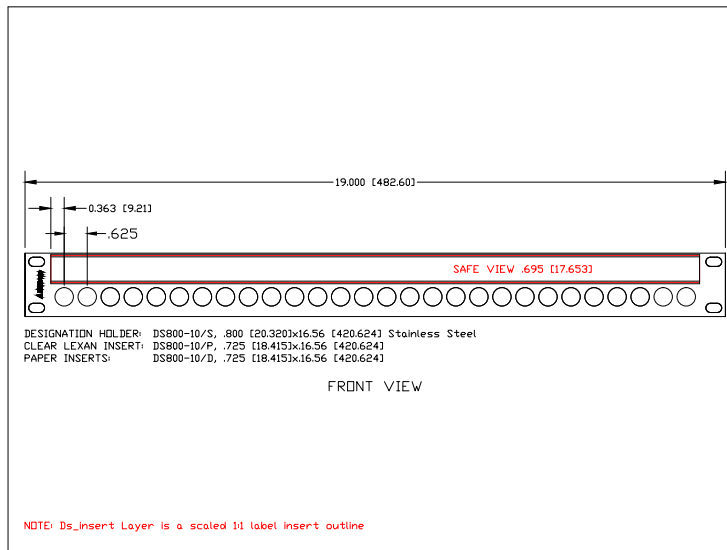 19.000 [482.60]
0.363 [9.21]
.625
SAFE VIEW .695 [17.653]
DESIGNATION HOLDER: DS800-10/S, .800 [20.320]x16.56 [420.624] Stainless Steel
CLEAR LEXAN INSERT: DS800-10/P, .725 [18.415]x.16.56 [420.624]
PAPER INSERTS: DS800-10/D, .725 [18.415]x.16.56 [420.624]
FRONT VIEW
NOTE: Ds_insert Layer is a scaled 1:1 label insert outline